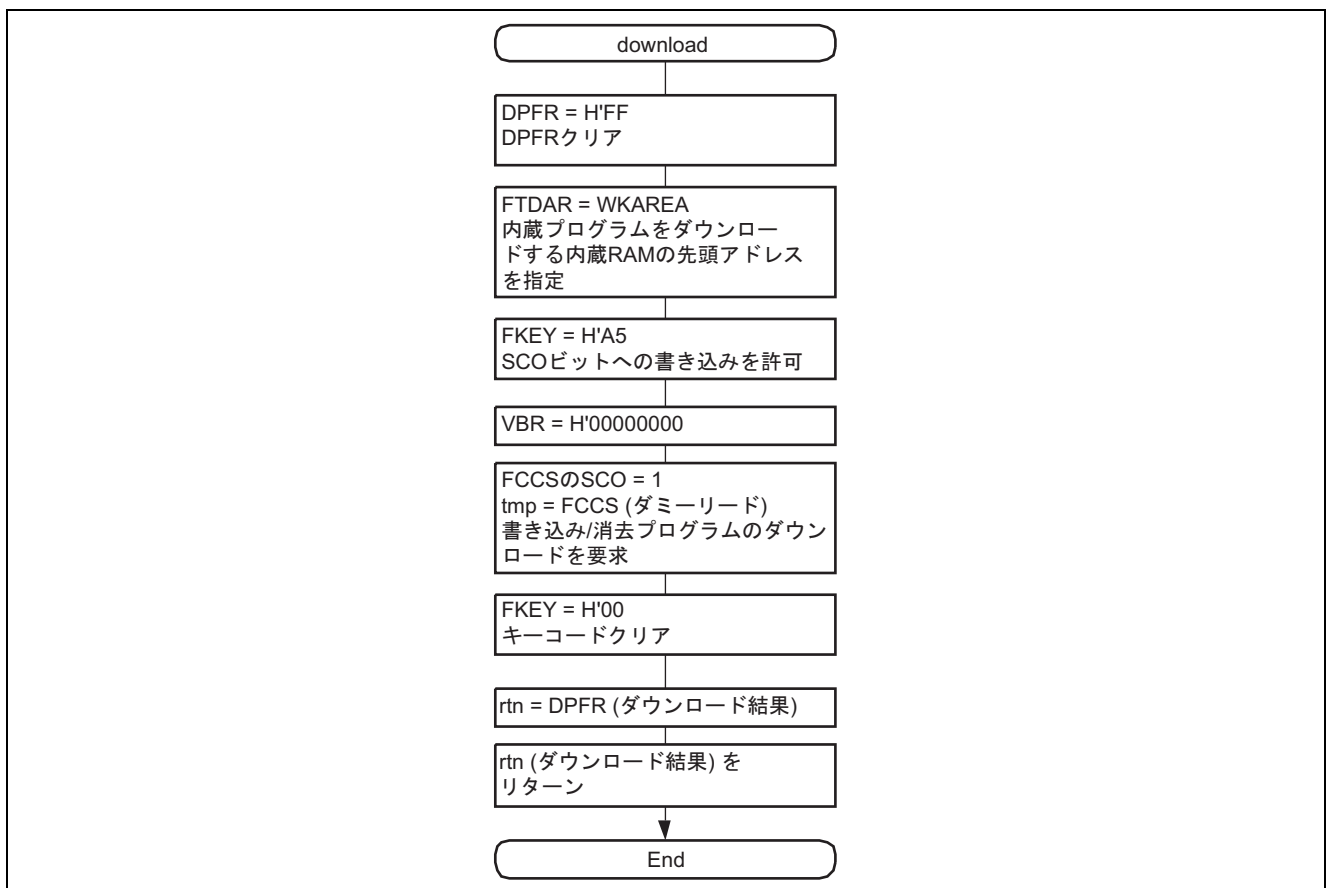 download
DPFR = H'FF
DPFRクリア
FTDAR = WKAREA
内蔵プログラムをダウンロー
ドする内蔵RAMの先頭アドレス
を指定
FKEY = H'A5
SCOビットへの書き込みを許可
VBR = H'00000000
FCCSのSCO = 1
tmp = FCCS (ダミーリード)
書き込み/消去プログラムのダウン
ロードを要求
FKEY = H'00
キーコードクリア
rtn = DPFR (ダウンロード結果)
rtn (ダウンロード結果) を
リターン
End